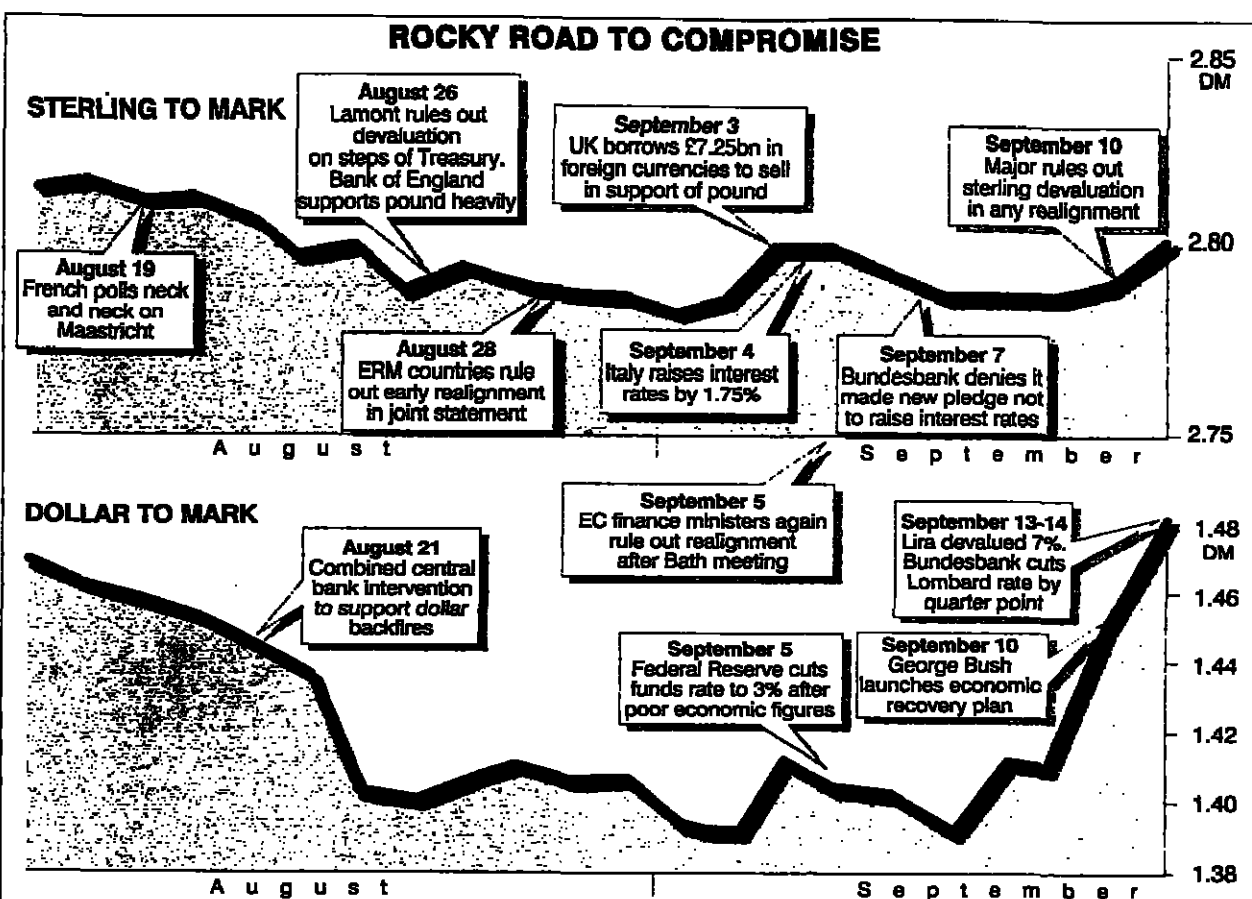 ROCKY ROAD TO COMPROMISE
STERLING TO MARK
August 26
Lamont rules out
devaluation
on steps of Treasury.
Bank of England
supports pound heavily
September 3
UK borrows £7.25bn in
foreign currencies to sell
in support of pound
September 10
Major rules out
sterling devaluation
in any realignment
2.85
DM
2.80
2.75
August 19
French polls neck
and neck on
Maastricht
August 28
ERM countries rule
out early realignment
in joint statement
September 4
Italy raises interest
rates by 1.75%
September 7
Bundesbank denies it
made new pledge not
to raise interest rates
August
September
DOLLAR TO MARK
August 21
Combined central
bank intervention
to support dollar
backfires
September 5
EC finance ministers again
rule out realignment
after Bath meeting
September 13-14
Lira devalued 7%.
Bundesbank cuts
Lombard rate by
quarter point
September 5
Federal Reserve cuts
funds rate to 3% after
poor economic figures
September 10
George Bush
launches economic
recovery plan
1.48
DM
1.46
1.44
1.42
1.40
1.38
August
September